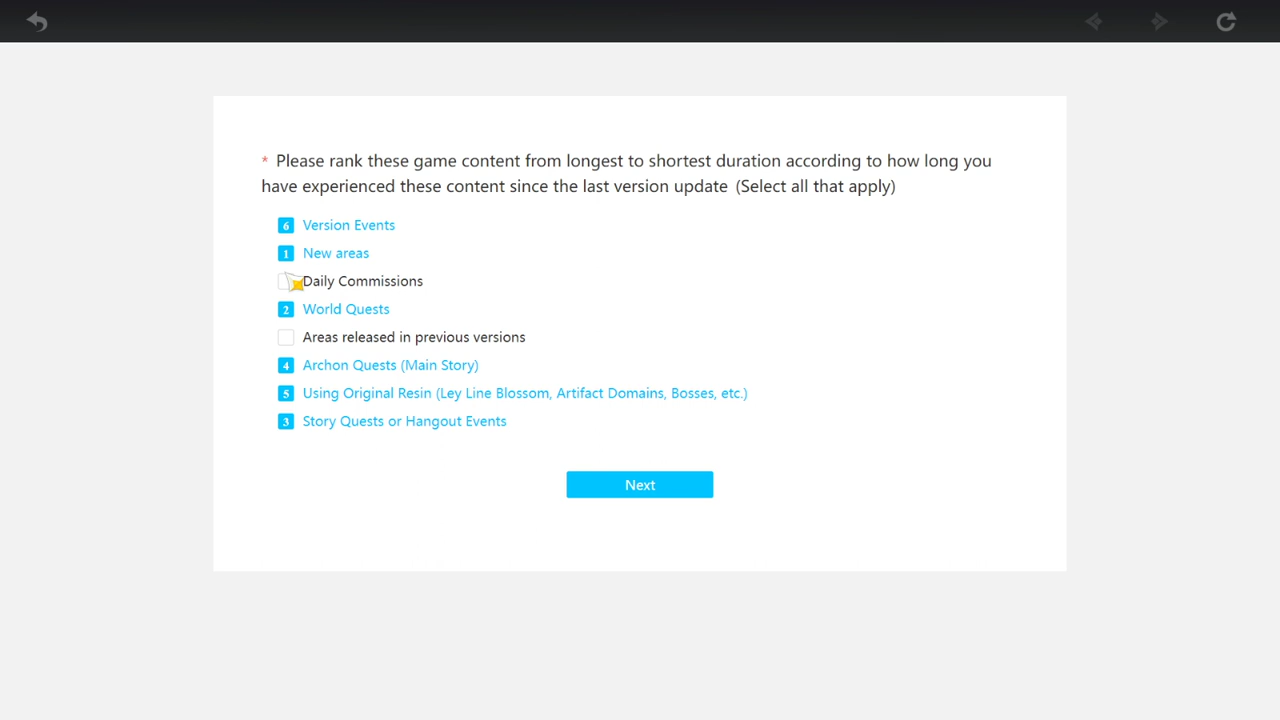 * Please rank these game content from longest to shortest duration according to how long you
have experienced these content since the last version update (Select all that apply)
6 Version Events
1 New areas
Daily Commissions
2 World Quests
Areas released in previous versions
4 Archon Quests (Main Story)
5 Using Original Resin (Ley Line Blossom, Artifact Domains, Bosses, etc.)
3 Story Quests or Hangout Events
Next